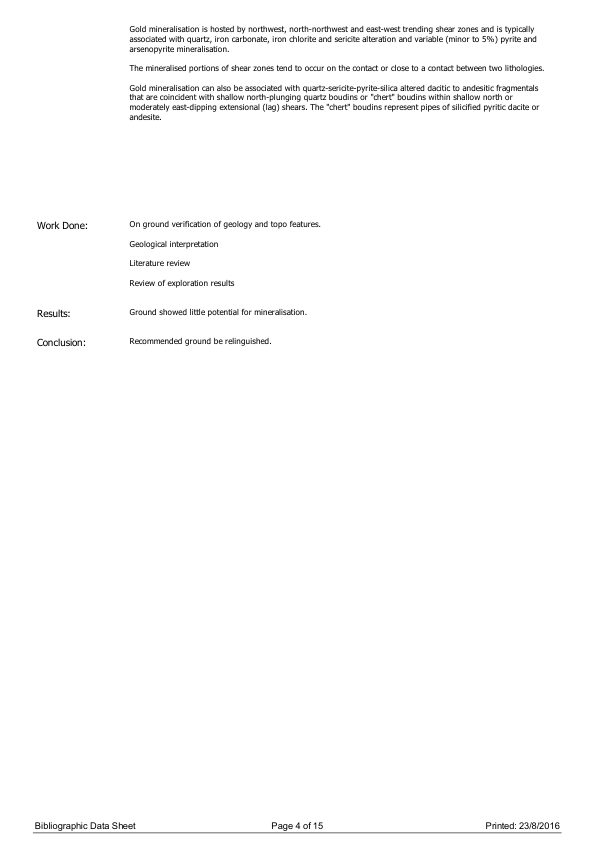 Gold mineralisation is hosted by northwest, north-northwest and east-west trending shear zones and is typically
associated with quartz, iron carbonate, iron chlorite and sericite alteration and variable (minor to 5%) pyrite and
arsenopyrite mineralisation.
The mineralised portions of shear zones tend to occur on the contact or close to a contact between two lithologies.
Gold mineralisation can also be associated with quartz-sericite-pyrite-silica altered dacitic to andesitic fragmentals
that are coincident with shallow north-plunging quartz boudins or "chert" boudins within shallow north or
moderately east-dipping extensional (lag) shears. The "chert" boudins represent pipes of silicified pyritic dacite or
andesite.
Work Done: On ground verification of geology and topo features.
Geological interpretation
Literature review
Review of exploration results
Results: Ground showed little potential for mineralisation.
Conclusion: Recommended ground be relinguished.
Bibliographic Data Sheet Page 4 of 15 Printed: 23/8/2016